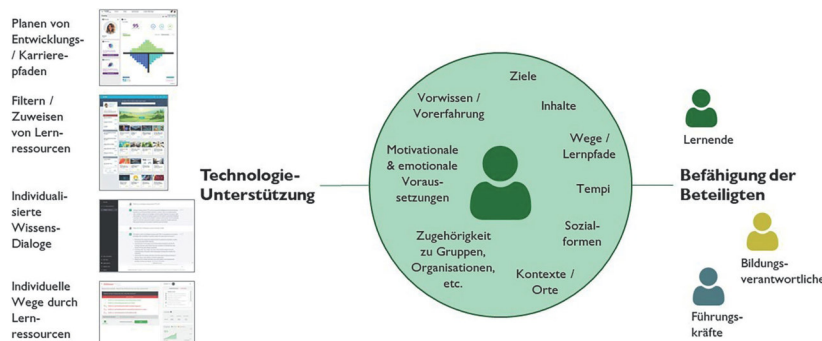 Planen von
Entwicklungs-
/ Karriere-
pfaden
Filtern /
Zuweisen
von Lern-
ressourcen
Individuali-
sierte
Wissens-
Dialoge
Individuelle
Wege durch
Lern-
ressourcen
Technologie-
Unterstützung
Ziele
Vorwissen /
Vorerfahrung
Inhalte
Motivationale
& emotionale
Voraus-
setzungen
Wege /
Lernpfade
Tempi
Zugehörigkeit
zu Gruppen,
Organisationen,
etc.
Sozial-
formen
Kontexte /
Orte
Lernende
Befähigung der
Beteiligten
Bildungs-
verantwortliche
Führungs-
kräfte